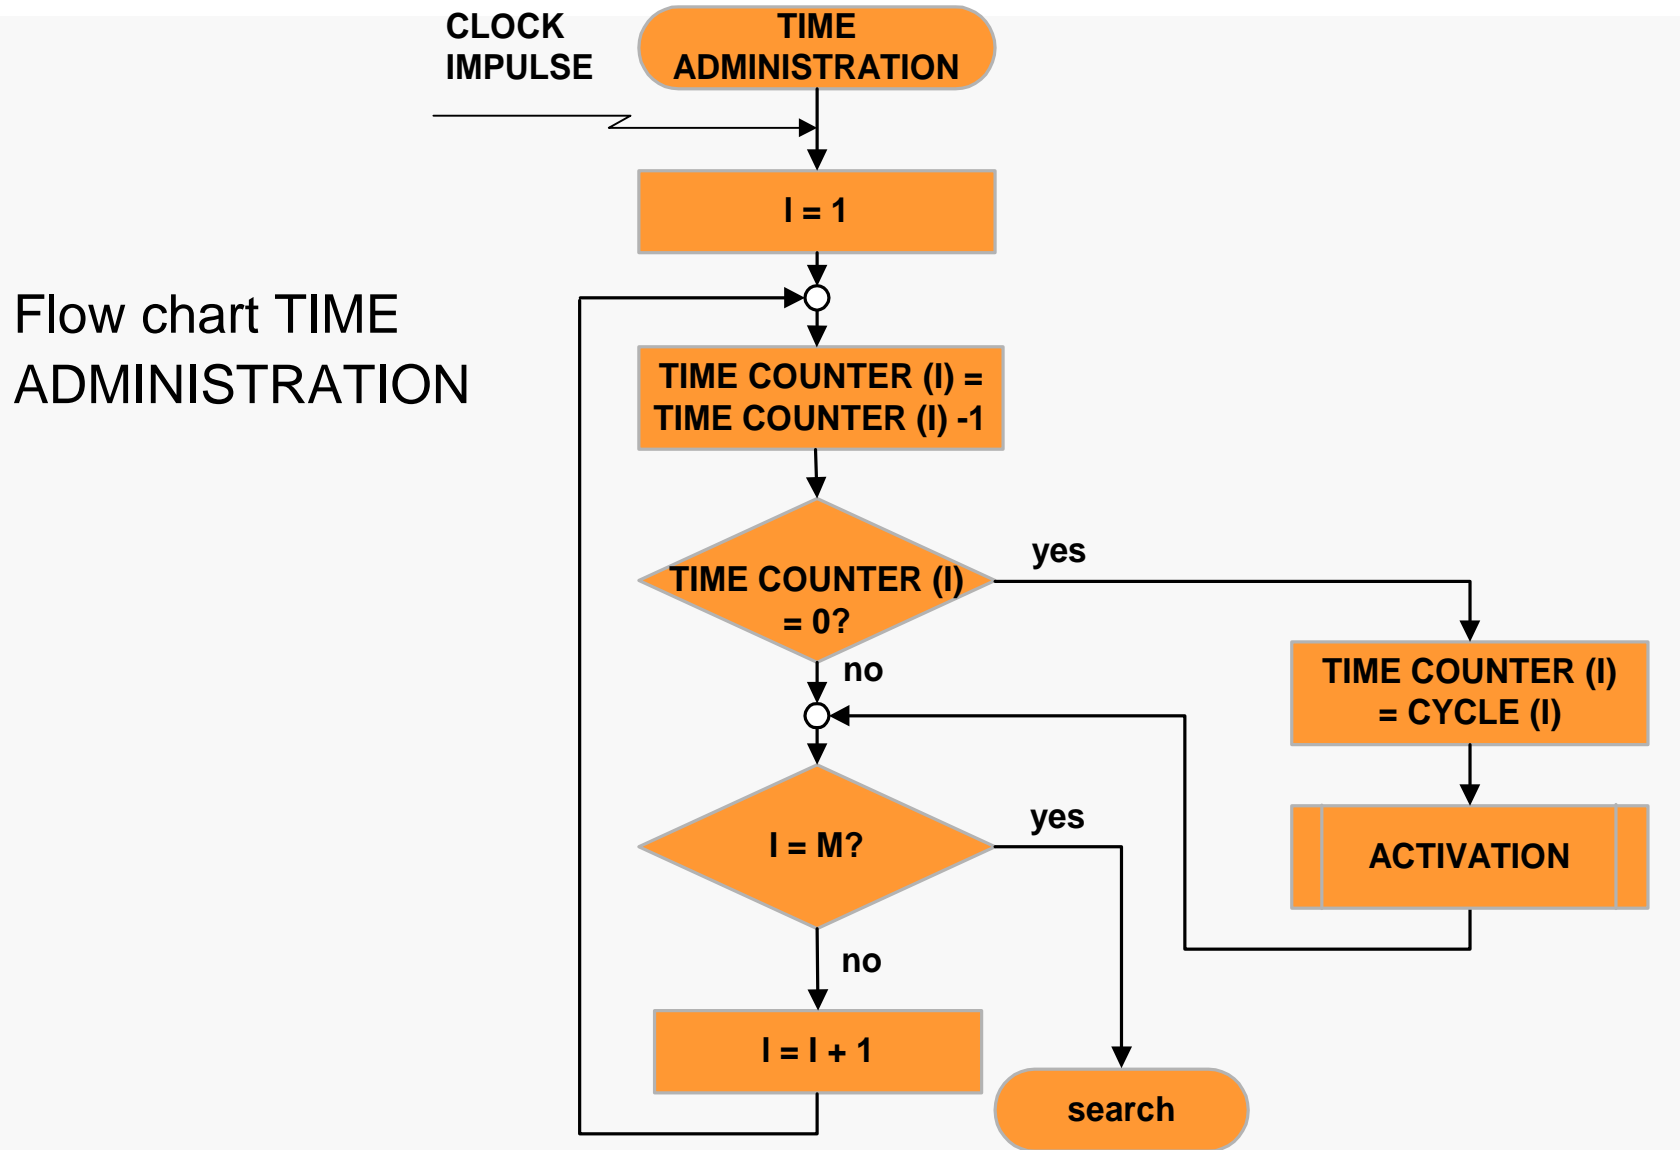 CLOCK
IMPULSE
TIME
ADMINISTRATION
I = 1
Flow chart TIME
ADMINISTRATION
TIME COUNTER (I) =
TIME COUNTER (I) -1
TIME COUNTER (I)
= 0?
yes
no
TIME COUNTER (I)
= CYCLE (I)
ACTIVATION
I = M?
yes
no
I = I + 1
search